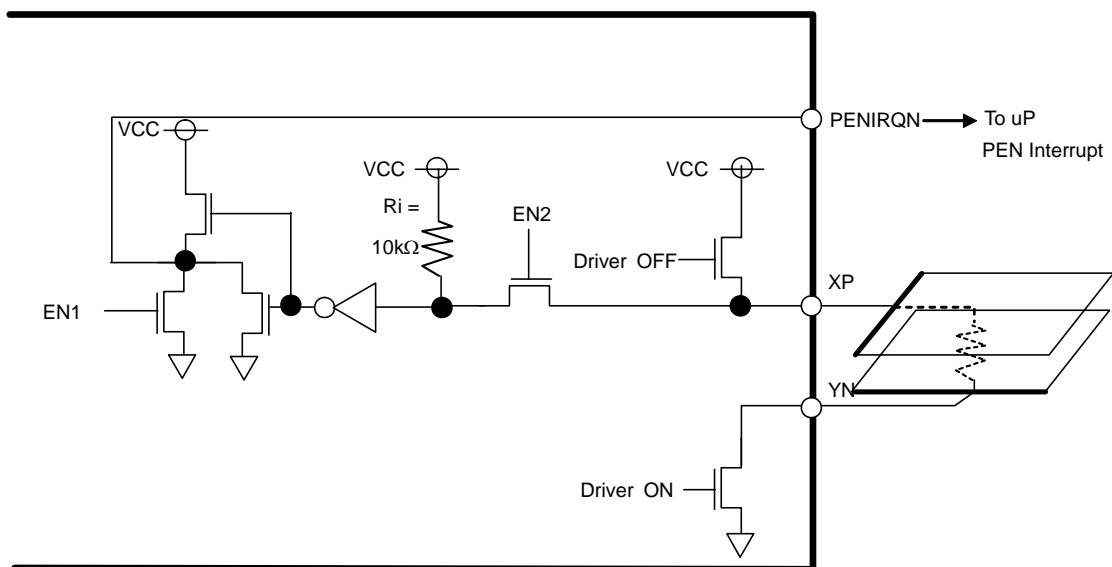 PENIRQN
To uP
PEN Interrupt
VCC
VCC
VCC
Ri =
10kΩ
EN2
Driver OFF
XP
EN1
YN
Driver ON